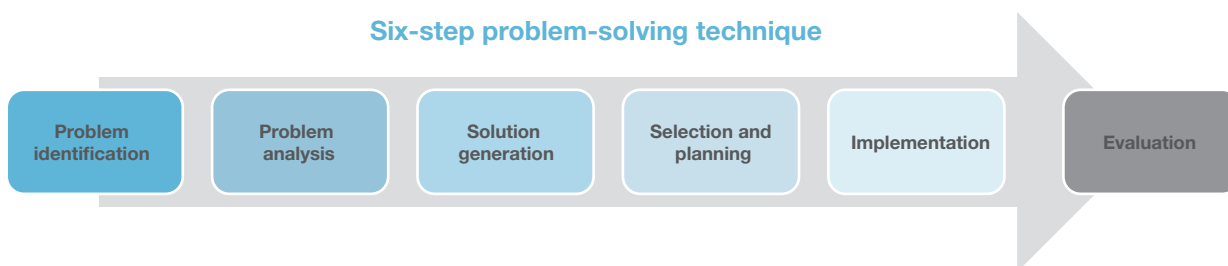 Six-step problem-solving technique
Problem
identification
Problem
analysis
Solution
generation
Selection and
planning
Implementation
Evaluation